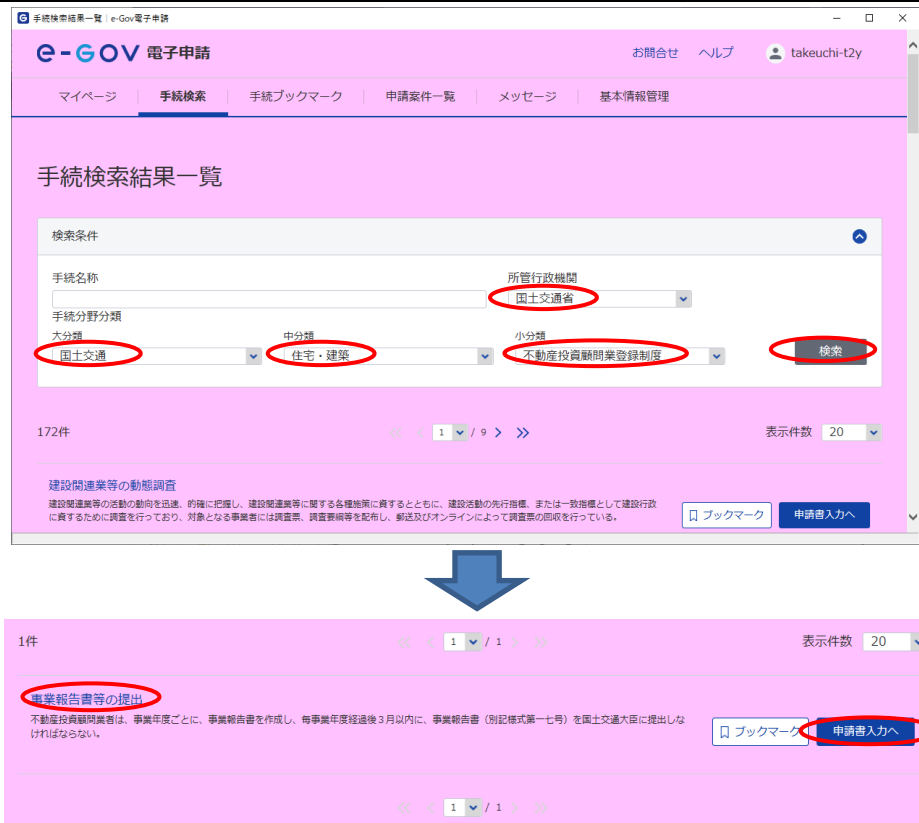 手続検索結果一覧 | e-Gov電子申請
e-GOV 電子申請
お問合せ ヘルプ takeuchi-t2y
マイページ 手続検索 手続ブックマーク 申請案件一覧 メッセージ 基本情報管理
手続検索結果一覧
検索条件
手続名称 所管行政機関
国土交通省
手続分野分類
大分類 中分類 小分類
国土交通 住宅・建築 不動産投資顧問業登録制度 検索
172件 1 / 9 表示件数 20
建設関連業等の動態調査
建設関連業等の活動の動向を迅速、的確に把握し、建設関連業等に関する各種施策に資するとともに、建設活動の先行指標、または一致指標として建設行政
に資するために調査を行っており、対象となる事業者には調査票、調査要綱等を配布し、郵送及びオンラインによって調査票の回収を行っている。
ブックマーク 申請書入力へ
1件 1 / 1 表示件数 20
事業報告書等の提出
不動産投資顧問業者は、事業年度ごとに、事業報告書を作成し、毎事業年度経過後３月以内に、事業報告書（別記様式第一七号）を国土交通大臣に提出しな
ければならない。
ブックマーク 申請書入力へ
1 / 1